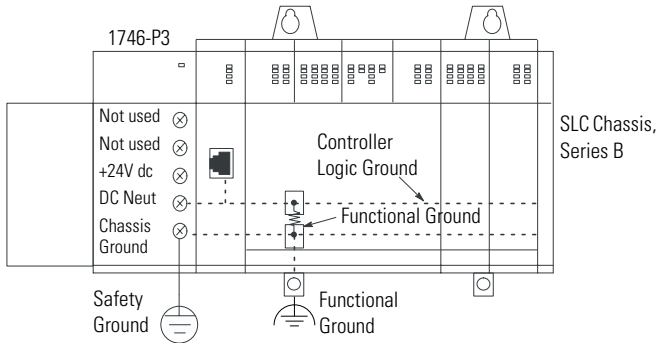 1746-P3
Not used
Not used
+24V dc
DC Neut
Chassis
Ground
Controller
Logic Ground
Functional Ground
SLC Chassis,
Series B
Safety
Ground
Functional
Ground